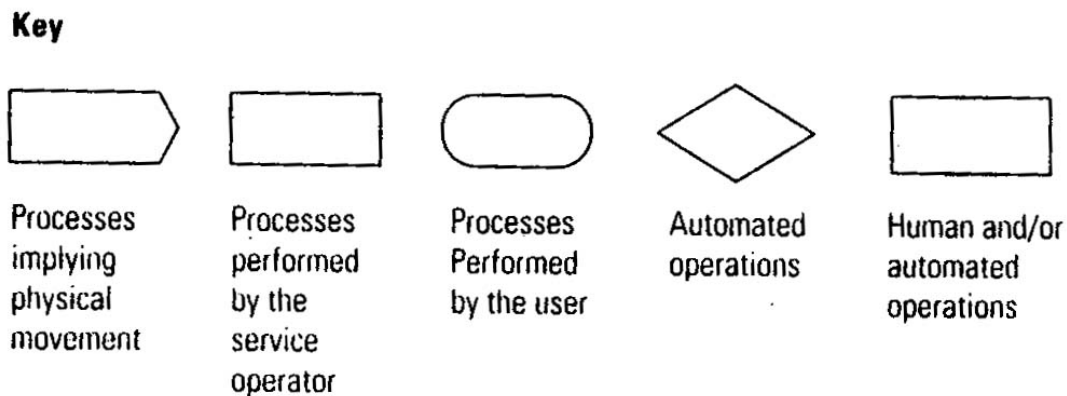 Key
Processes
implying
physical
movement
Processes
performed
by the
service
operator
Processes
Performed
by the user
Automated
operations
Human and/or
automated
operations